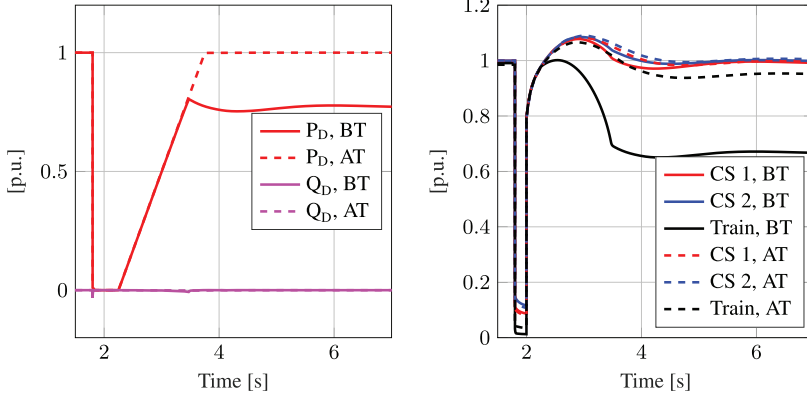 1
0.5
0
[p.u.]
P_D, BT
P_D, AT
Q_D, BT
Q_D, AT
2
4
6
Time [s]
1.2
1
0.8
0.6
0.4
0.2
0
[p.u.]
CS 1, BT
CS 2, BT
Train, BT
CS 1, AT
CS 2, AT
Train, AT
2
4
6
Time [s]